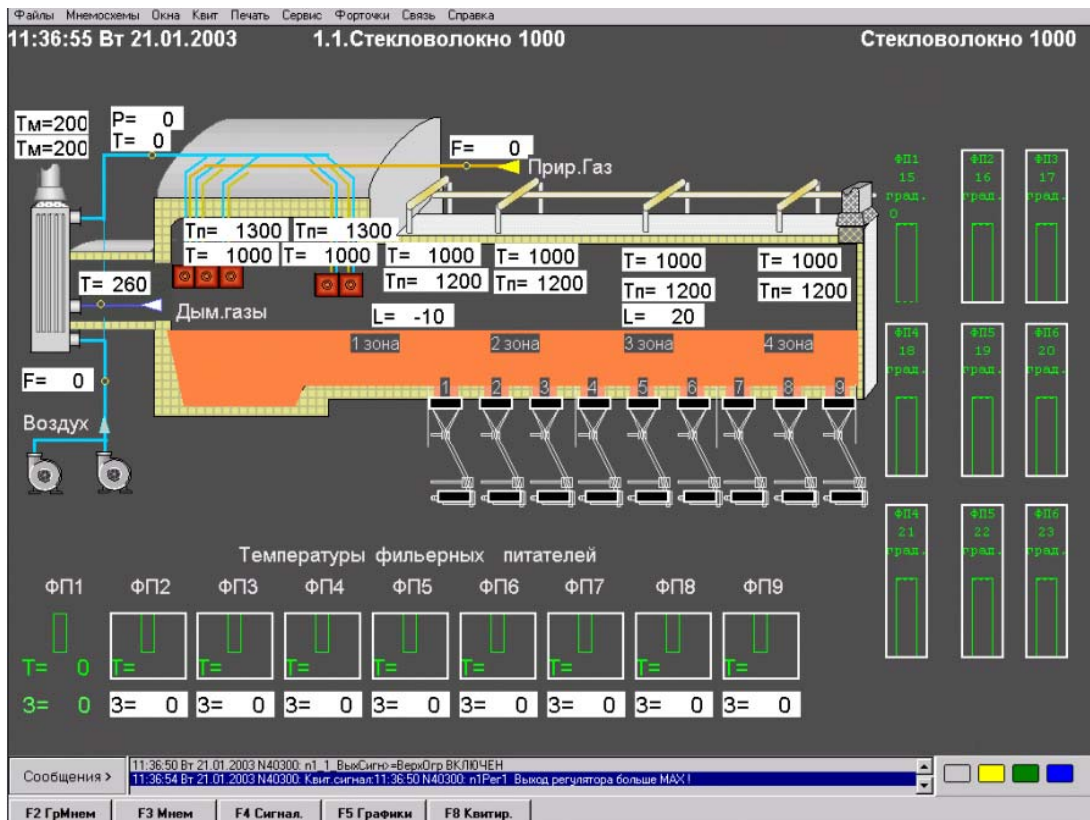 Файлы Мнемосхемы Окна Квит Печать Сервис Форточки Связь Справка
11:36:55 Вт 21.01.2003 1.1.Стекловолокно 1000 Стекловолокно 1000
Тм=200 P= 0
Тм=200 T= 0
F= 0
Прир.Газ
Тп= 1300 Тп= 1300
T= 1000 T= 1000 T= 1000 T= 1000 T= 1000 T= 1000
Тп= 1200 Тп= 1200 Тп= 1200 Тп= 1200
T= 260
Дым.газы
L= -10 L= 20
1 зона 2 зона 3 зона 4 зона
F= 0
1 2 3 4 5 6 7 8 9
Воздух
ФП1 ФП2 ФП3
15 16 17
град. град. град.
0
ФП4 ФП5 ФП6
18 19 20
град. град. град.
ФП4 ФП5 ФП6
21 22 23
град. град. град.
Температуры фильерных питателей
ФП1 ФП2 ФП3 ФП4 ФП5 ФП6 ФП7 ФП8 ФП9
T= 0 T= T= T= T= T= T= T= T=
З= 0 З= 0 З= 0 З= 0 З= 0 З= 0 З= 0 З= 0 З= 0
Сообщения >
11:36:50 Вт 21.01.2003 N40300: n1_1_ВыхСигн>=ВерхОгр ВКЛЮЧЕН
11:36:54 Вт 21.01.2003 N40300: Квит.сигнал:11:36:50 N40300: n1Рег1 Выход регулятора больше MAX !
F2 ГрМнем F3 Мнем F4 Сигнал. F5 Графики F8 Квитир.